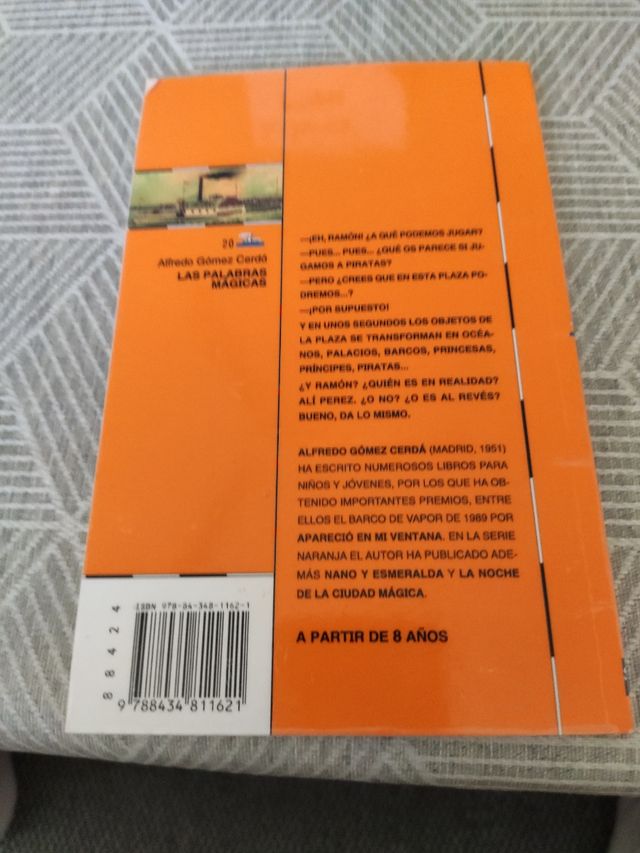 20
Alfredo Gómez Cerdá
LAS PALABRAS
MÁGICAS
—¡EH, RAMÓN! ¿A QUÉ PODEMOS JUGAR?
—PUES... PUES... ¿QUÉ OS PARECE SI JU-
GAMOS A PIRATAS?
—PERO ¿CREES QUE EN ESTA PLAZA PO-
DREMOS...?
—¡POR SUPUESTO!
Y EN UNOS SEGUNDOS LOS OBJETOS DE
LA PLAZA SE TRANSFORMAN EN OCÉA-
NOS, PALACIOS, BARCOS, PRINCESAS,
PRÍNCIPES, PIRATAS...
¿Y RAMÓN? ¿QUIÉN ES EN REALIDAD?
ALÍ PEREZ. ¿O NO? ¿O ES AL REVÉS?
BUENO, DA LO MISMO.
ALFREDO GÓMEZ CERDÁ (MADRID, 1951)
HA ESCRITO NUMEROSOS LIBROS PARA
NIÑOS Y JÓVENES, POR LOS QUE HA OB-
TENIDO IMPORTANTES PREMIOS, ENTRE
ELLOS EL BARCO DE VAPOR DE 1989 POR
APARECIÓ EN MI VENTANA. EN LA SERIE
NARANJA EL AUTOR HA PUBLICADO ADE-
MÁS NANO Y ESMERALDA Y LA NOCHE
DE LA CIUDAD MÁGICA.
A PARTIR DE 8 AÑOS
ISBN 978-84-348-1162-1
88424
9 788434 811621